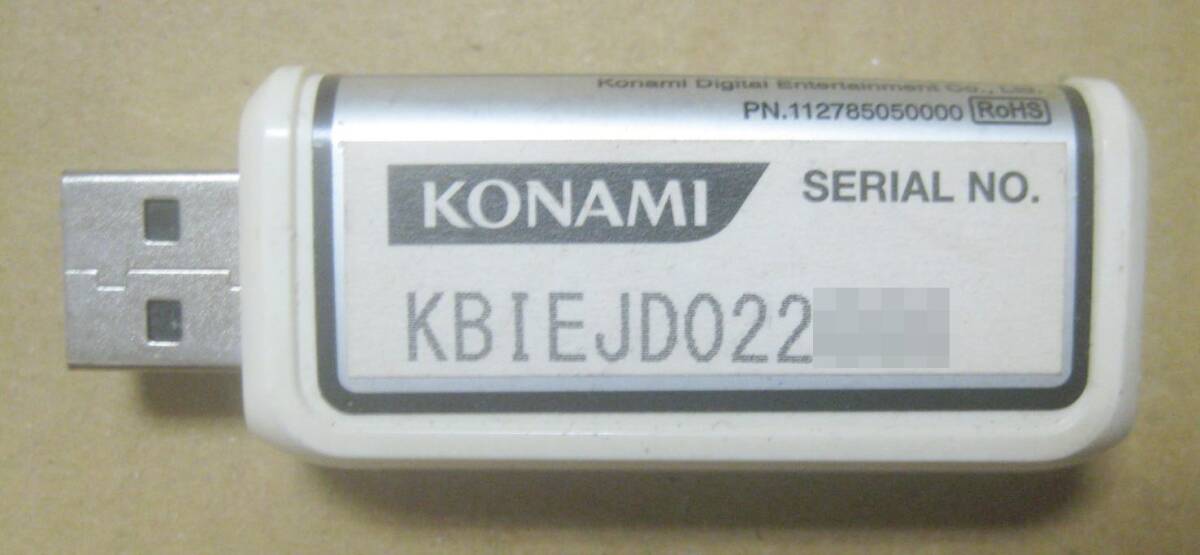 Konami Digital Entertainment Co., Ltd.
PN.112785050000 RoHS
KONAMI
SERIAL NO.
KBIEJD022